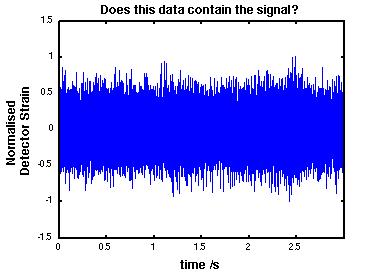 Does this data contain the signal?
1.5
1
0.5
0
-0.5
-1
-1.5
Normalised
Detector Strain
0 0.5 1 1.5 2 2.5
time /s